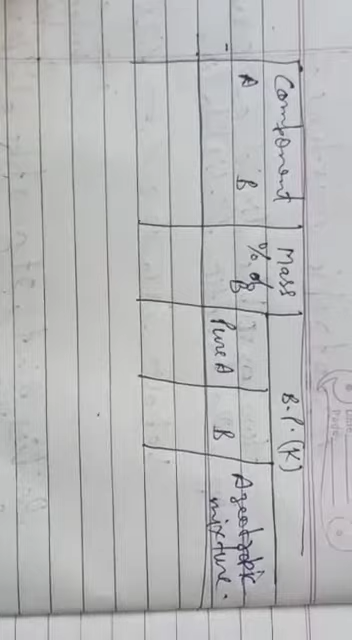 Component Mass B.P. (K)
A B % of B Pure A B Azeotropic
mixture.